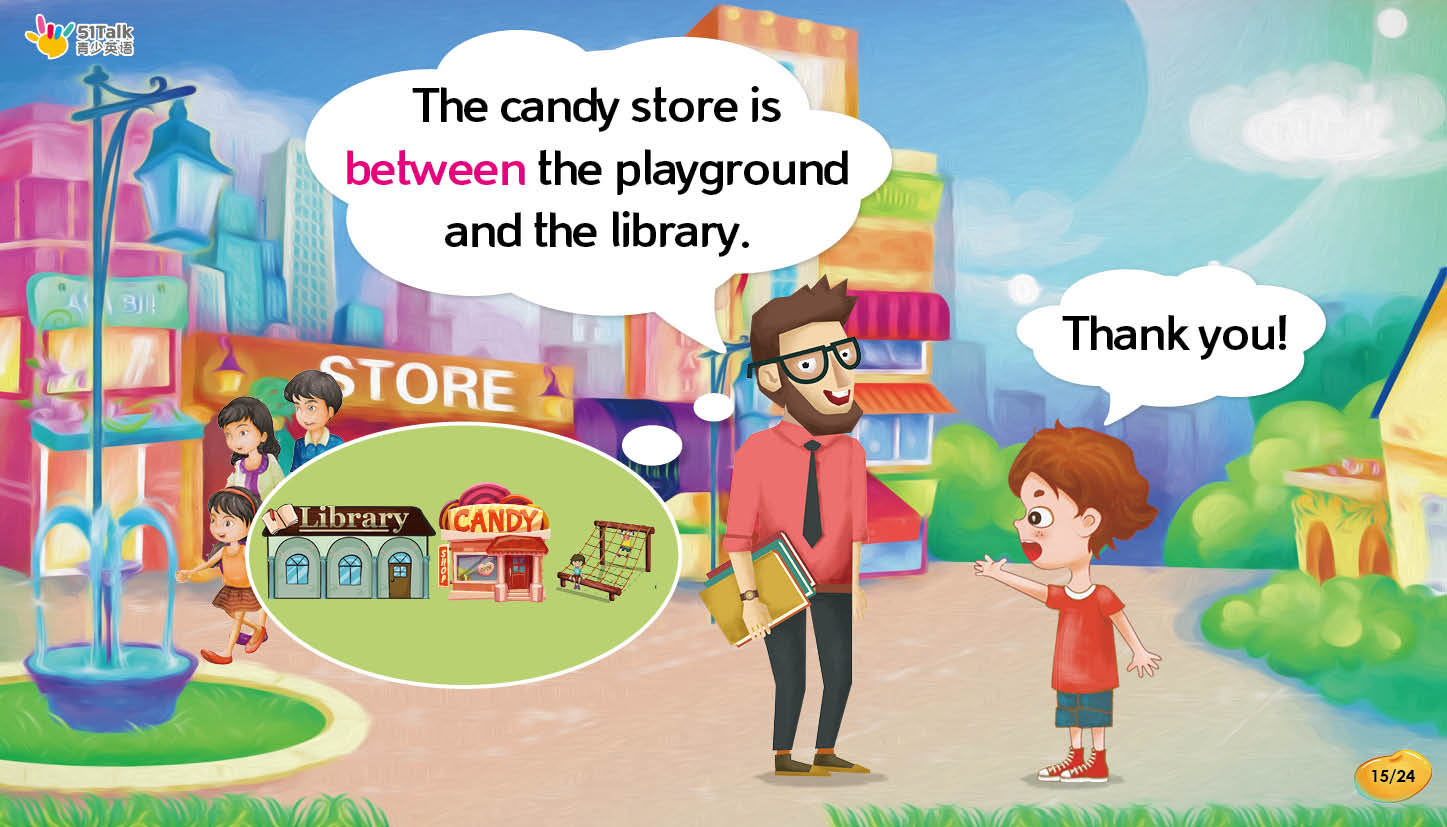 51Talk
青少英语
The candy store is
between the playground
and the library.
Thank you!
STORE
Library
CANDY
SHOP
15/24